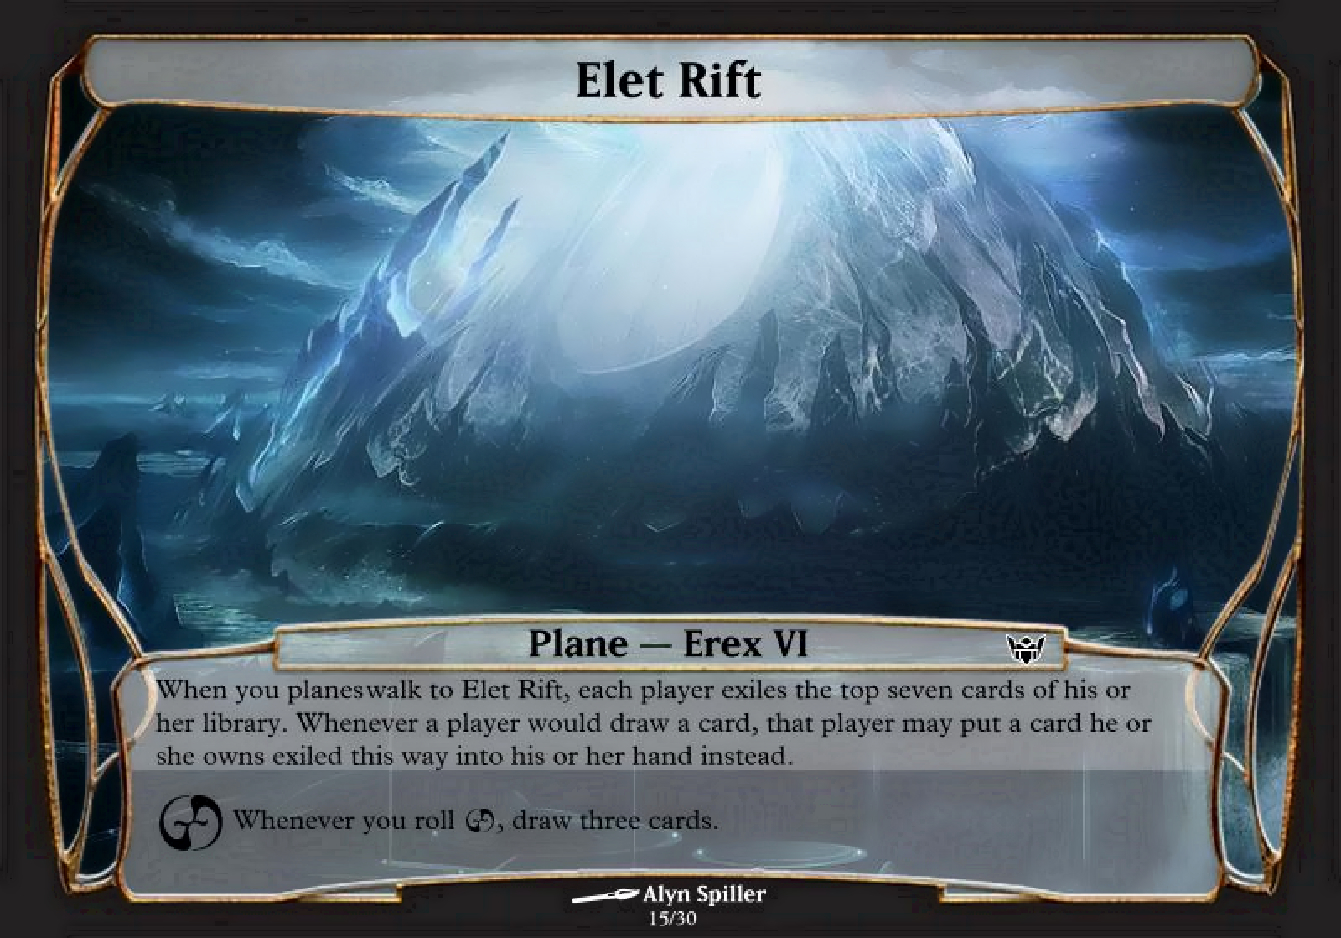 Elet Rift
Plane — Erex VI
When you planeswalk to Elet Rift, each player exiles the top seven cards of his or
her library. Whenever a player would draw a card, that player may put a card he or
she owns exiled this way into his or her hand instead.
Whenever you roll , draw three cards.
Alyn Spiller
15/30